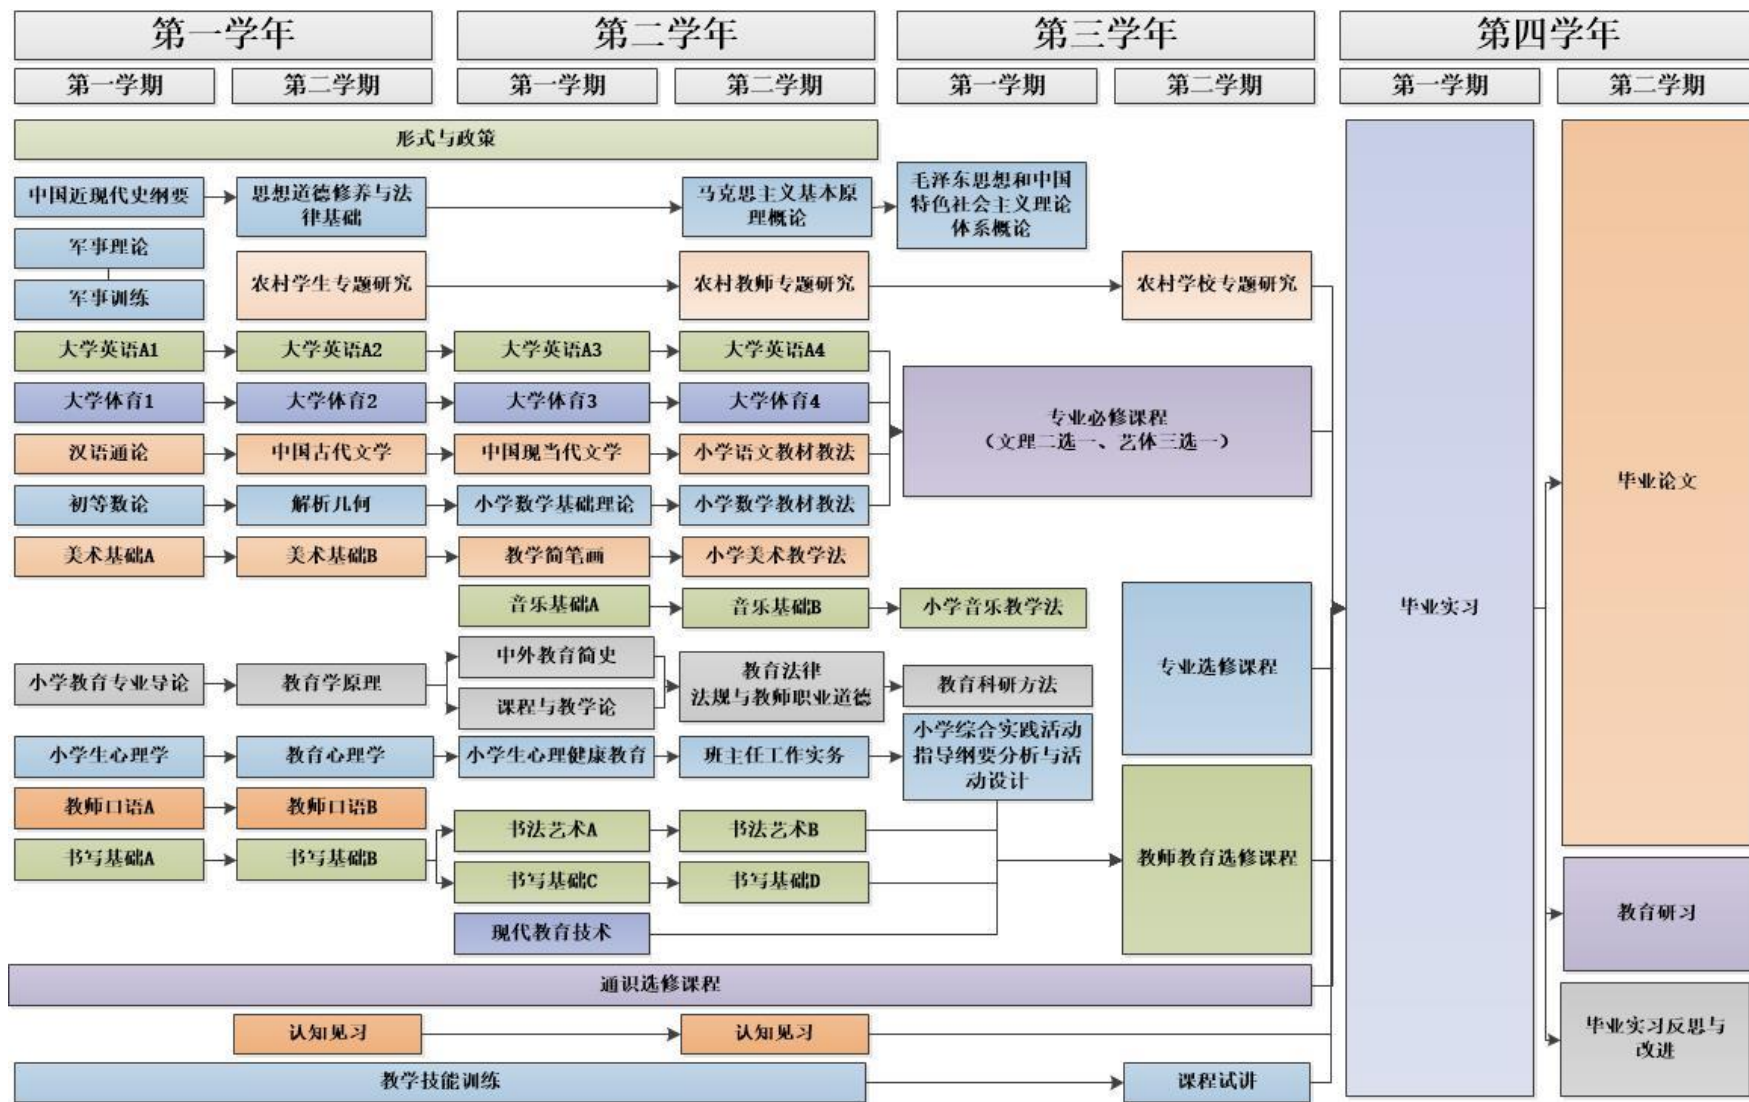 第一学年
第二学年
第三学年
第四学年
第一学期
第二学期
第一学期
第二学期
第一学期
第二学期
第一学期
第二学期
形式与政策
中国近现代史纲要
思想道德修养与法
律基础
马克思主义基本原
理概论
毛泽东思想和中国
特色社会主义理论
体系概论
军事理论
军事训练
农村学生专题研究
农村教师专题研究
农村学校专题研究
大学英语A1
大学英语A2
大学英语A3
大学英语A4
大学体育1
大学体育2
大学体育3
大学体育4
专业必修课程
（文理二选一、艺体三选一）
汉语通论
中国古代文学
中国现当代文学
小学语文教材教法
初等数论
解析几何
小学数学基础理论
小学数学教材教法
美术基础A
美术基础B
教学简笔画
小学美术教学法
音乐基础A
音乐基础B
小学音乐教学法
毕业实习
毕业论文
小学教育专业导论
教育学原理
中外教育简史
课程与教学论
教育法律
法规与教师职业道德
教育科研方法
专业选修课程
小学生心理学
教育心理学
小学生心理健康教育
班主任工作实务
小学综合实践活动
指导纲要分析与活
动设计
教师口语A
教师口语B
书写基础A
书写基础B
书法艺术A
书法艺术B
书写基础C
书写基础D
教师教育选修课程
现代教育技术
教育研习
通识选修课程
认知见习
认知见习
毕业实习反思与
改进
教学技能训练
课程试讲